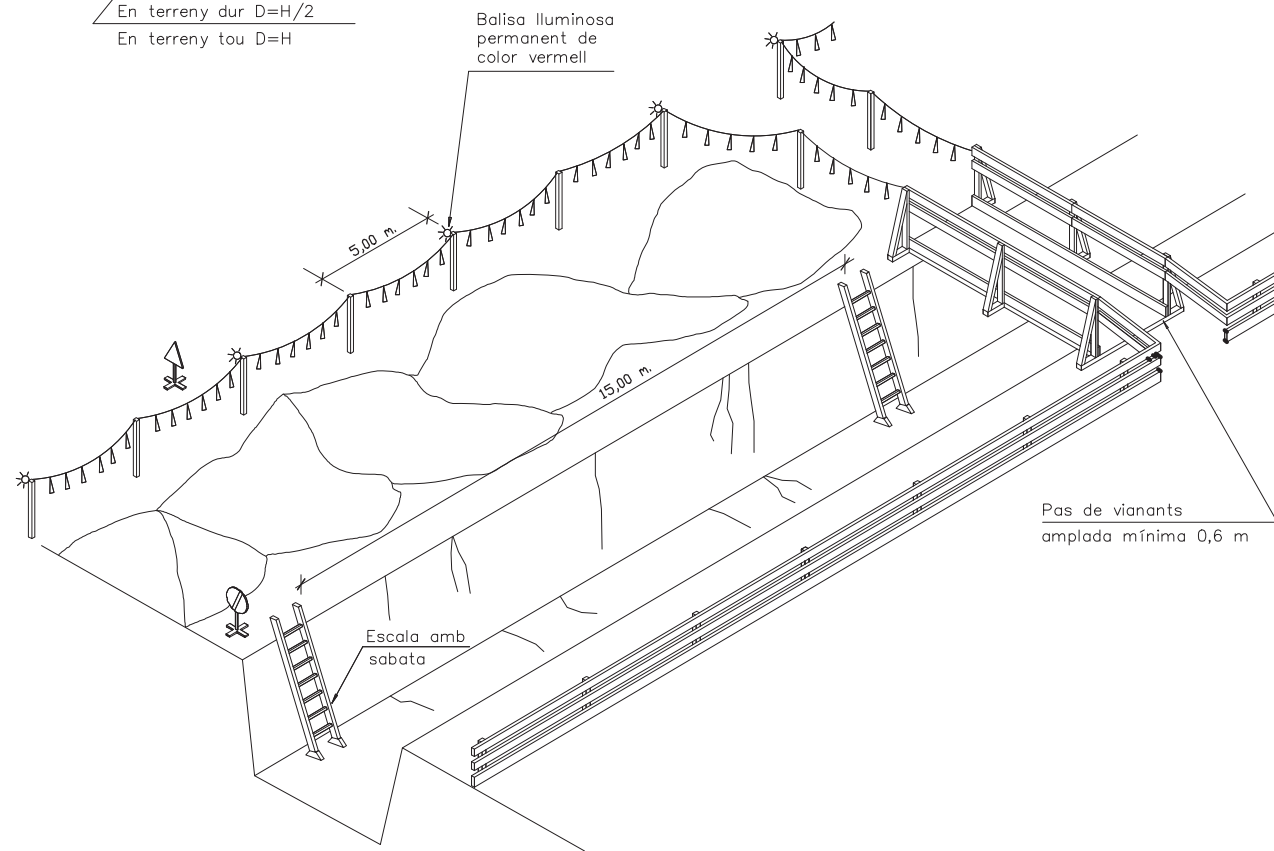 En terreny dur D=H/2
En terreny tou D=H
Balisa lluminosa
permanent de
color vermell
5,00 m.
15,00 m.
Pas de vianants
amplada mínima 0,6 m
Escala amb
sabata